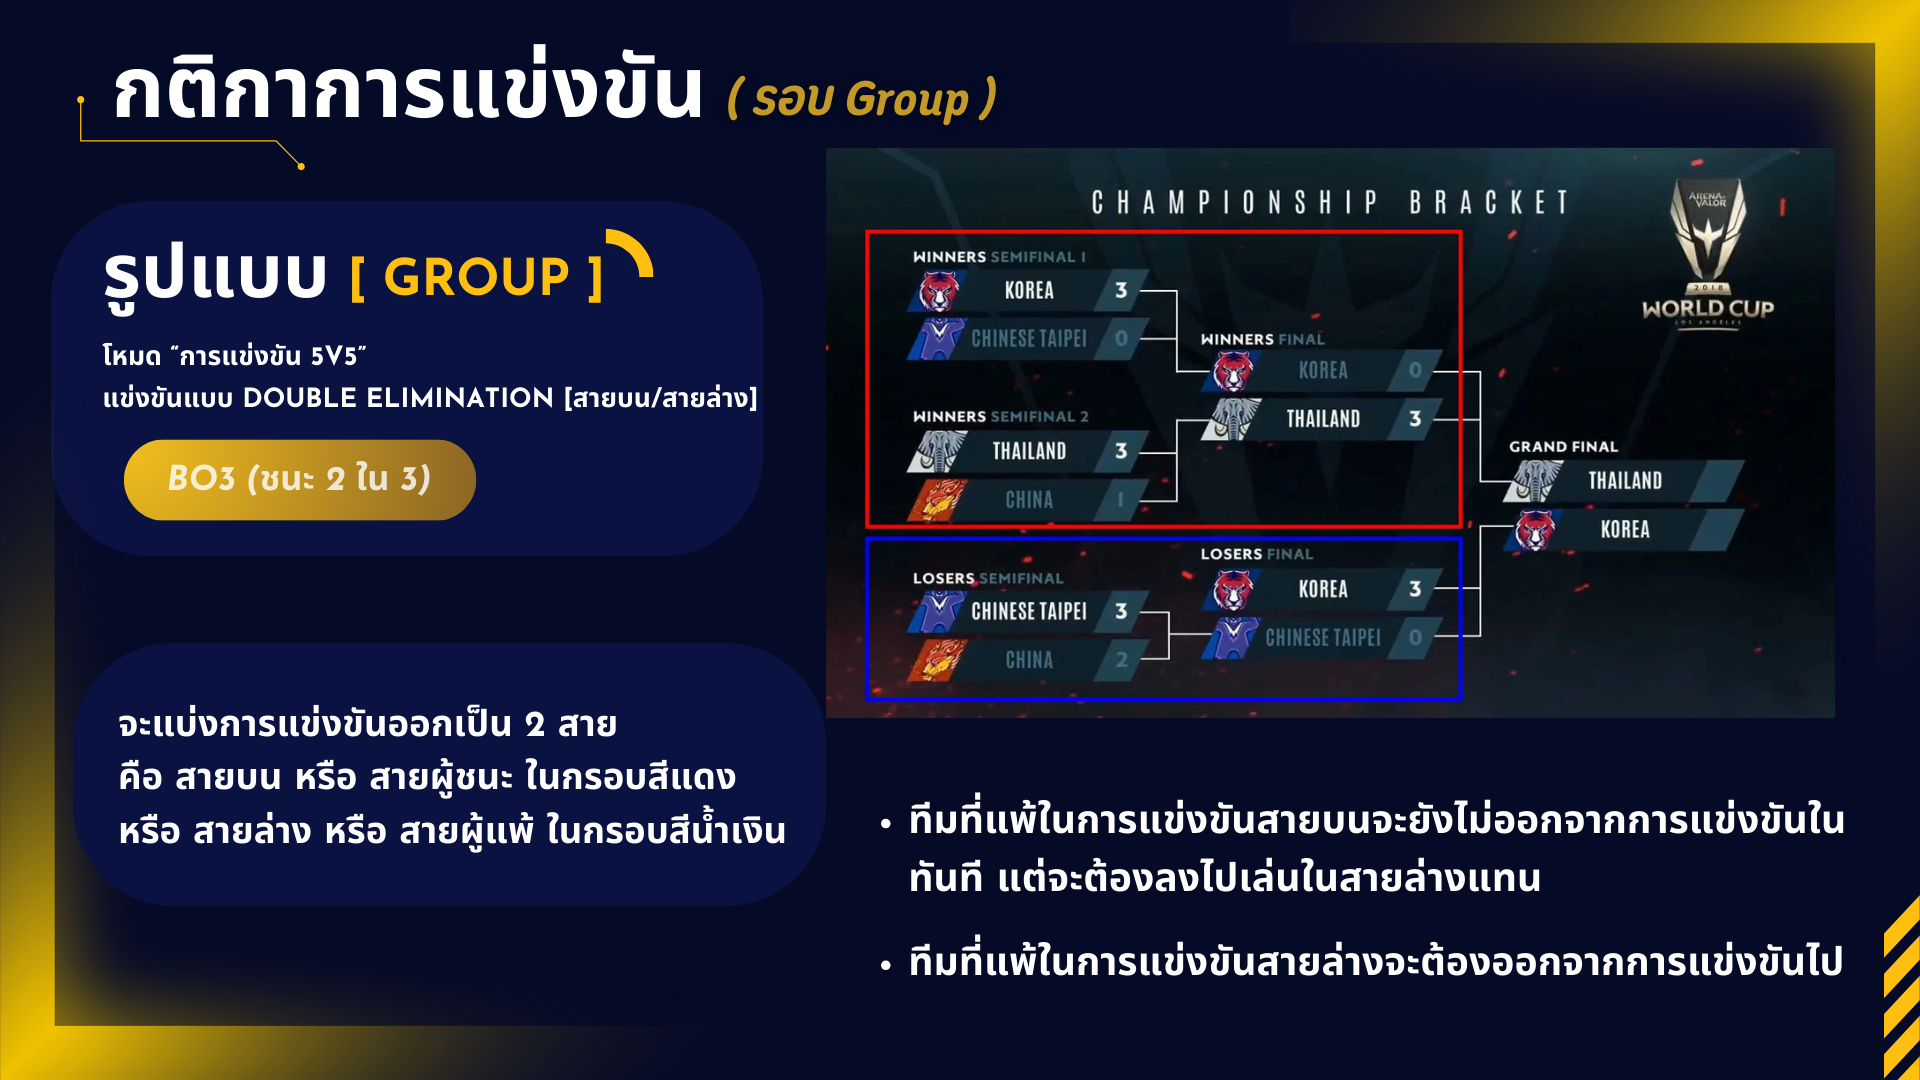 กติกาการแข่งขัน ( รอบ Group )
รูปแบบ [ GROUP ]
โหมด “การแข่งขัน 5V5”
แข่งขันแบบ DOUBLE ELIMINATION [สายบน/สายล่าง]
BO3 (ชนะ 2 ใน 3)
จะแบ่งการแข่งขันออกเป็น 2 สาย
คือ สายบน หรือ สายผู้ชนะ ในกรอบสีแดง
หรือ สายล่าง หรือ สายผู้แพ้ ในกรอบสีน้ำเงิน
CHAMPIONSHIP BRACKET
ARENA OF VALOR
2018
WORLD CUP
LOS ANGELES
WINNERS SEMIFINAL 1
KOREA 3
CHINESE TAIPEI 0
WINNERS SEMIFINAL 2
THAILAND 3
CHINA 1
WINNERS FINAL
KOREA 0
THAILAND 3
GRAND FINAL
THAILAND
KOREA
LOSERS SEMIFINAL
CHINESE TAIPEI 3
CHINA 2
LOSERS FINAL
KOREA 3
CHINESE TAIPEI 0
• ทีมที่แพ้ในการแข่งขันสายบนจะยังไม่ออกจากการแข่งขันใน
ทันที แต่จะต้องลงไปเล่นในสายล่างแทน
• ทีมที่แพ้ในการแข่งขันสายล่างจะต้องออกจากการแข่งขันไป